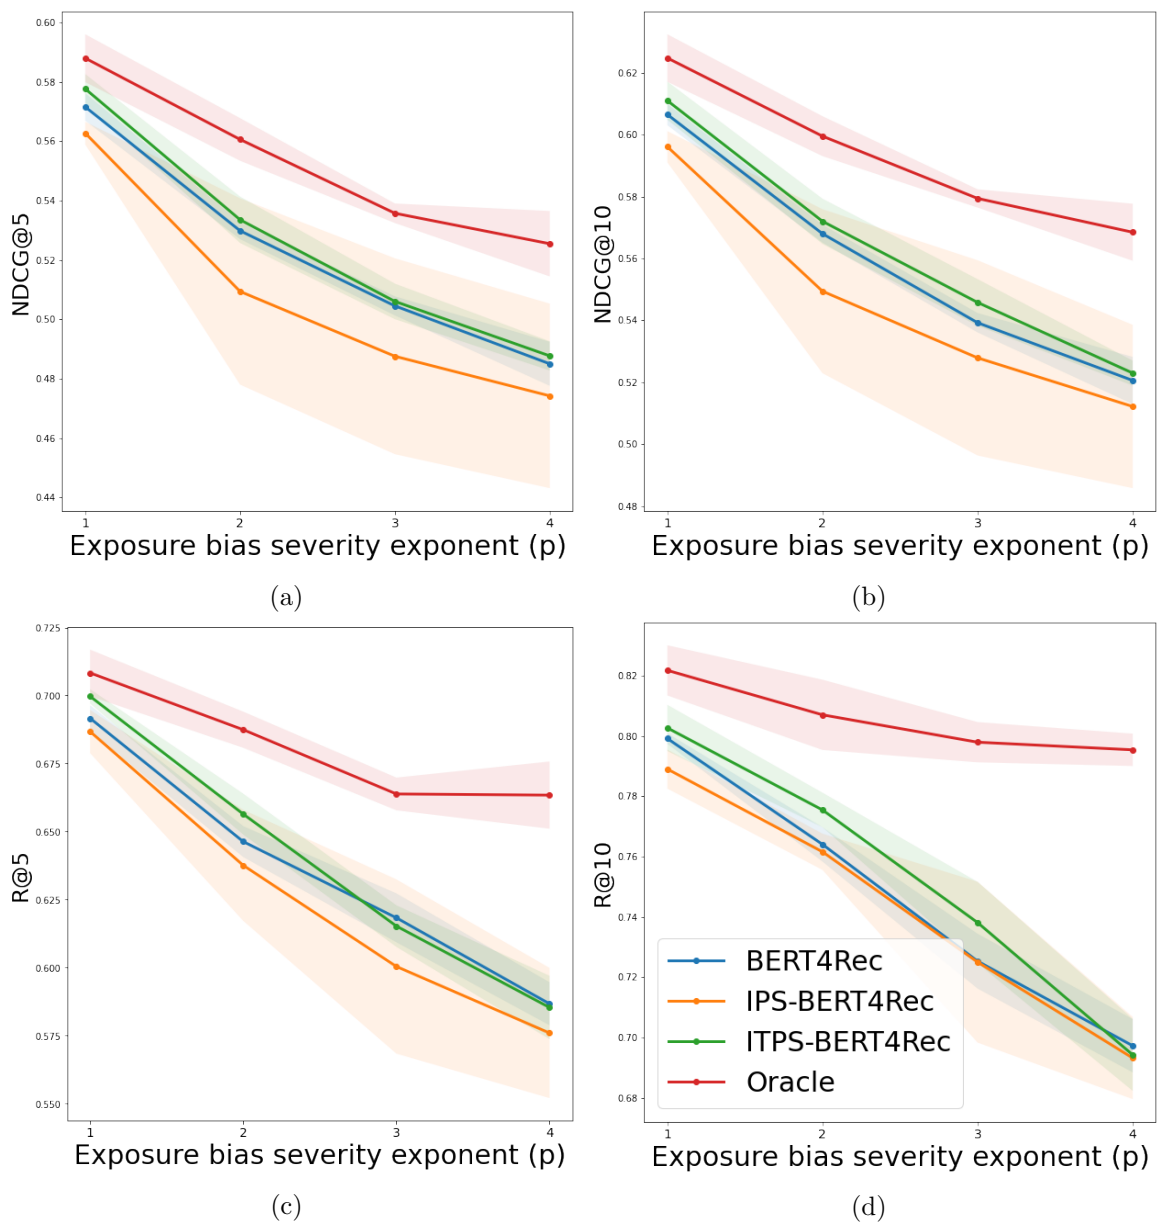 0.60
0.58
0.56
0.54
0.52
0.50
0.48
0.46
0.44
NDCG@5
1 2 3 4
Exposure bias severity exponent (p)
(a)
0.62
0.60
0.58
0.56
0.54
0.52
0.50
0.48
NDCG@10
1 2 3 4
Exposure bias severity exponent (p)
(b)
0.725
0.700
0.675
0.650
0.625
0.600
0.575
0.550
R@5
1 2 3 4
Exposure bias severity exponent (p)
(c)
0.82
0.80
0.78
0.76
0.74
0.72
0.70
0.68
R@10
BERT4Rec
IPS-BERT4Rec
ITPS-BERT4Rec
Oracle
1 2 3 4
Exposure bias severity exponent (p)
(d)